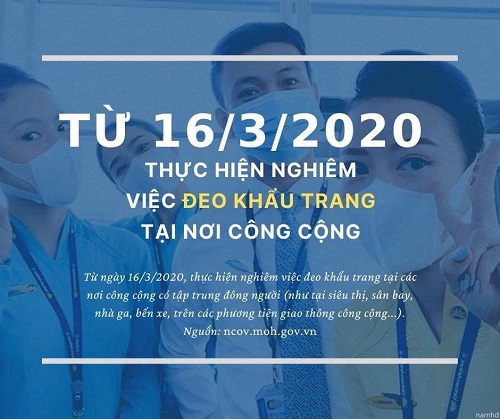 TỪ 16/3/2020
THỰC HIỆN NGHIÊM
VIỆC ĐEO KHẨU TRANG
TẠI NƠI CÔNG CỘNG
Từ ngày 16/3/2020, thực hiện nghiêm việc đeo khẩu trang tại các
nơi công cộng có tập trung đông người (như tại siêu thị, sân bay,
nhà ga, bến xe, trên các phương tiện giao thông công cộng...).
Nguồn: ncov.moh.gov.vn
namhd